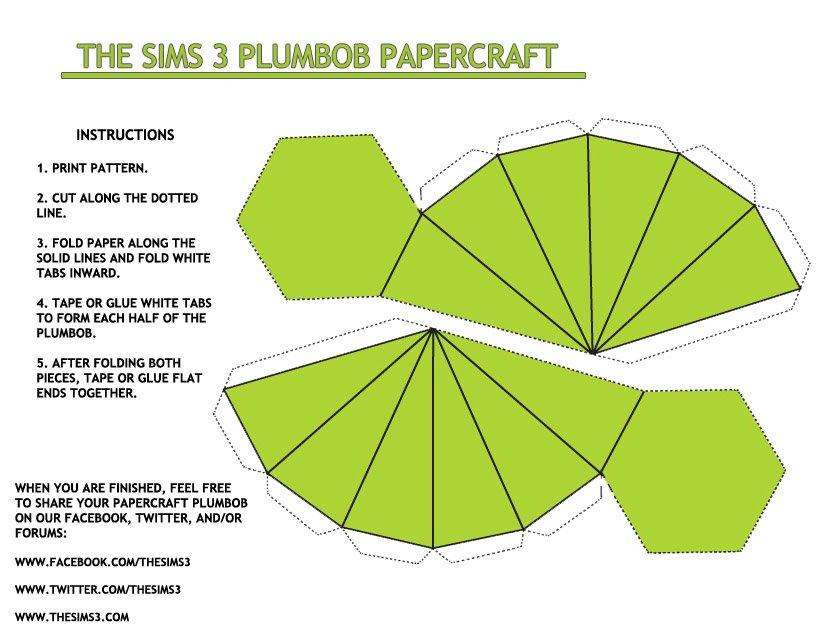 THE SIMS 3 PLUMBOB PAPERCRAFT
INSTRUCTIONS
1. PRINT PATTERN.
2. CUT ALONG THE DOTTED
LINE.
3. FOLD PAPER ALONG THE
SOLID LINES AND FOLD WHITE
TABS INWARD.
4. TAPE OR GLUE WHITE TABS
TO FORM EACH HALF OF THE
PLUMBOB.
5. AFTER FOLDING BOTH
PIECES, TAPE OR GLUE FLAT
ENDS TOGETHER.
WHEN YOU ARE FINISHED, FEEL FREE
TO SHARE YOUR PAPERCRAFT PLUMBOB
ON OUR FACEBOOK, TWITTER, AND/OR
FORUMS:
WWW.FACEBOOK.COM/THESIMS3
WWW.TWITTER.COM/THESIMS3
WWW.THESIMS3.COM